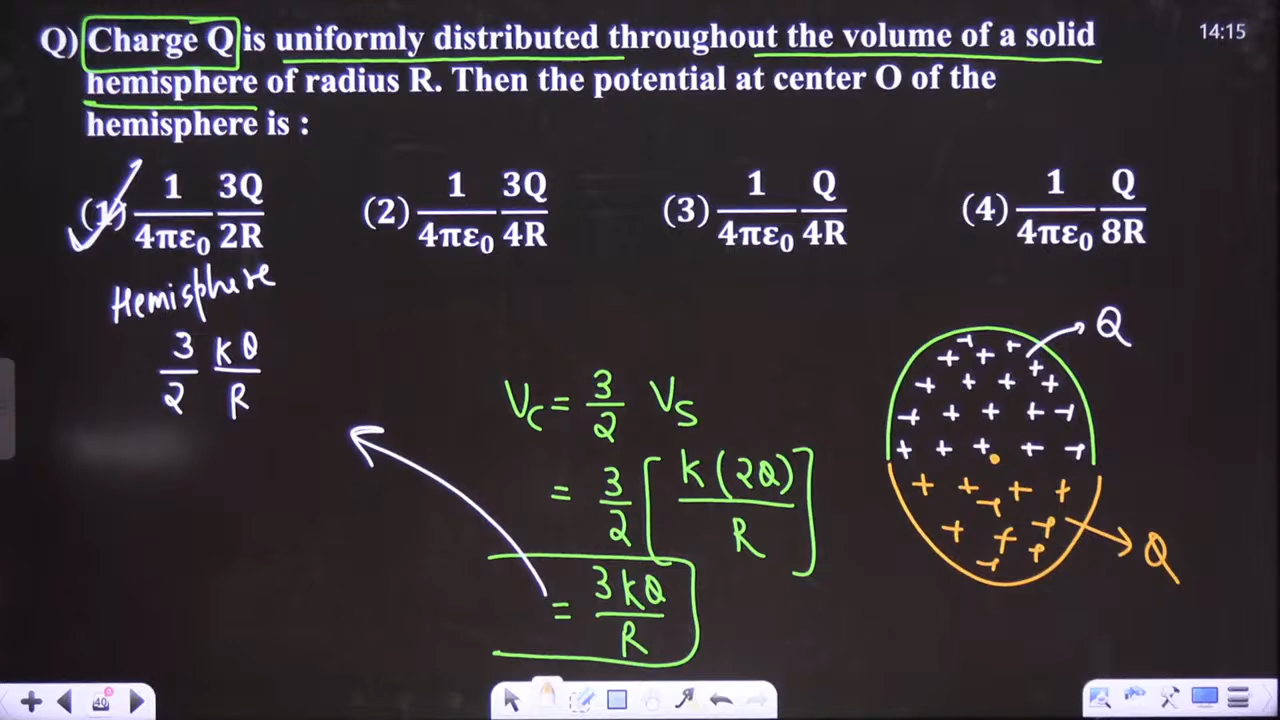 Q) Charge Q is uniformly distributed throughout the volume of a solid
14:15
hemisphere of radius R. Then the potential at center O of the
hemisphere is :
(1) 1/4πε₀ 3Q/2R (2) 1/4πε₀ 3Q/4R (3) 1/4πε₀ Q/4R (4) 1/4πε₀ Q/8R
Hemisphere
3/2 KQ/R
Q
V_C = 3/2 V_S
= 3/2 [K(2Q)/R]
Q
= 3KQ/R
40